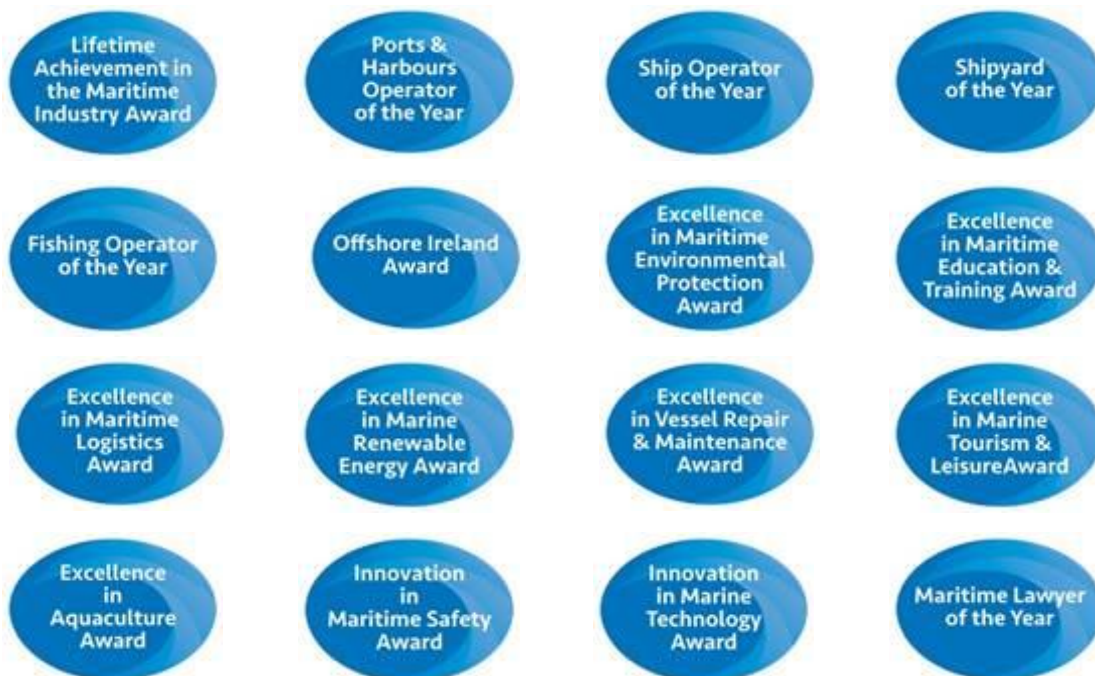 Lifetime
Achievement in
the Maritime
Industry Award
Ports &
Harbours
Operator
of the Year
Ship Operator
of the Year
Shipyard
of the Year
Fishing Operator
of the Year
Offshore Ireland
Award
Excellence
in Maritime
Environmental
Protection
Award
Excellence
in Maritime
Education &
Training Award
Excellence
in Maritime
Logistics
Award
Excellence
in Marine
Renewable
Energy Award
Excellence
in Vessel Repair
& Maintenance
Award
Excellence
in Marine
Tourism &
LeisureAward
Excellence
in
Aquaculture
Award
Innovation
in
Maritime Safety
Award
Innovation
in Marine
Technology
Award
Maritime Lawyer
of the Year